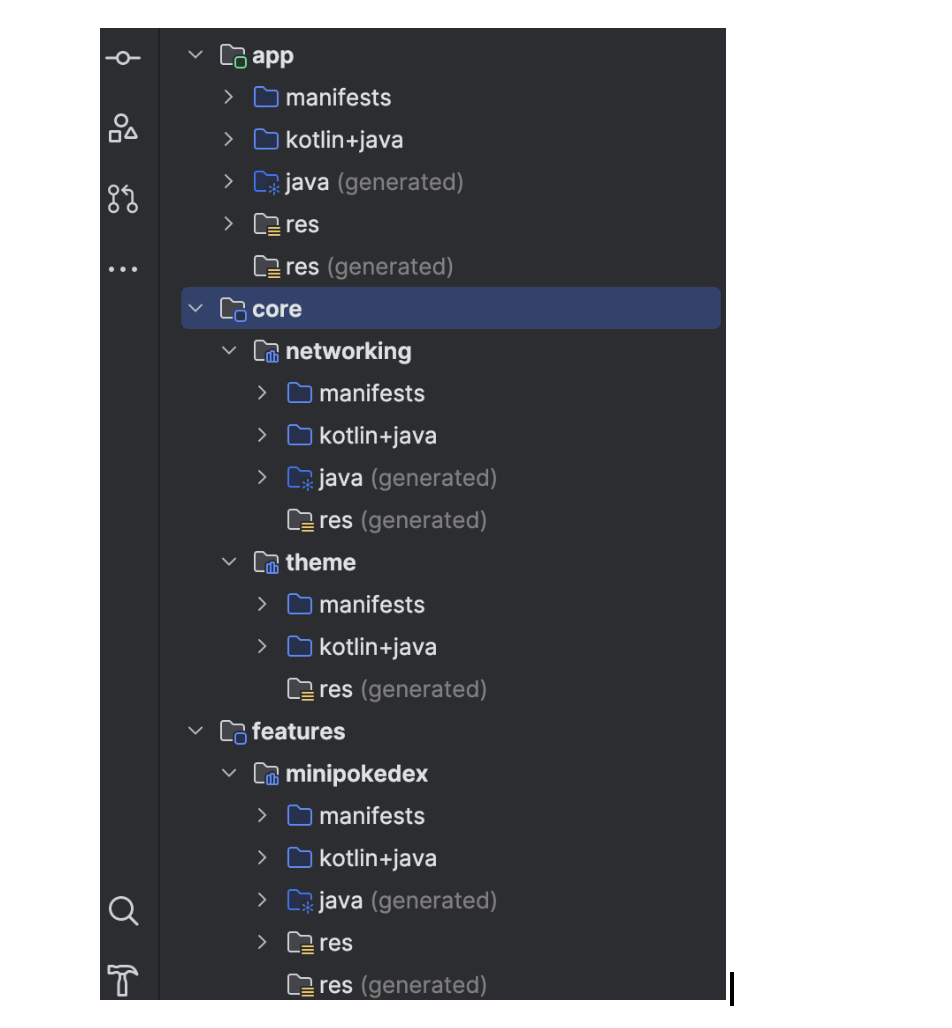 app
manifests
kotlin+java
java (generated)
res
res (generated)
core
networking
manifests
kotlin+java
java (generated)
res (generated)
theme
manifests
kotlin+java
res (generated)
features
minipokedex
manifests
kotlin+java
java (generated)
res
res (generated)